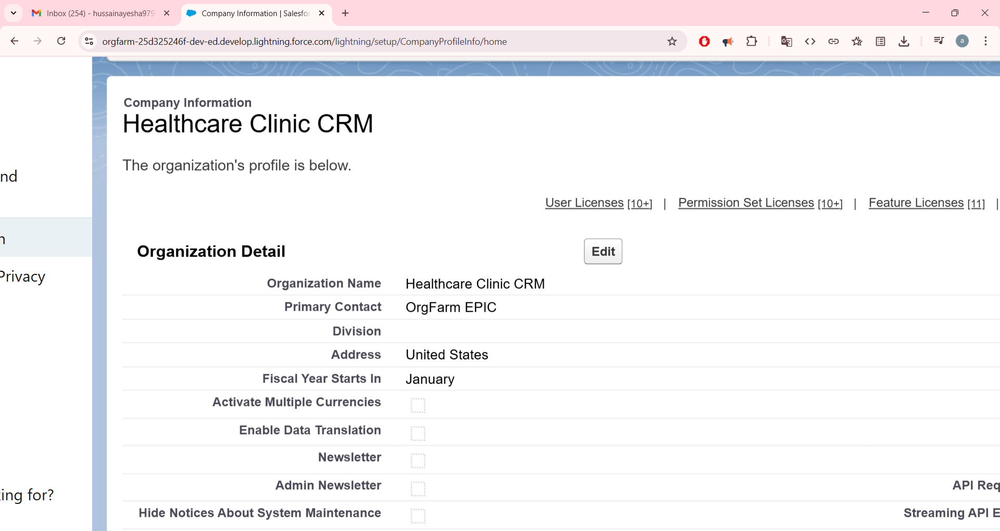 Inbox (254) - hussainayesha979
Company Information | Salesfor
orgfarm-25d325246f-dev-ed.develop.lightning.force.com/lightning/setup/CompanyProfileInfo/home
a
Company Information
Healthcare Clinic CRM
The organization's profile is below.
nd
User Licenses [10+] | Permission Set Licenses [10+] | Feature Licenses [11] |
n
Organization Detail
Edit
Privacy
Organization Name Healthcare Clinic CRM
Primary Contact OrgFarm EPIC
Division
Address United States
Fiscal Year Starts In January
Activate Multiple Currencies
Enable Data Translation
Newsletter
Admin Newsletter API Req
king for?
Hide Notices About System Maintenance Streaming API E